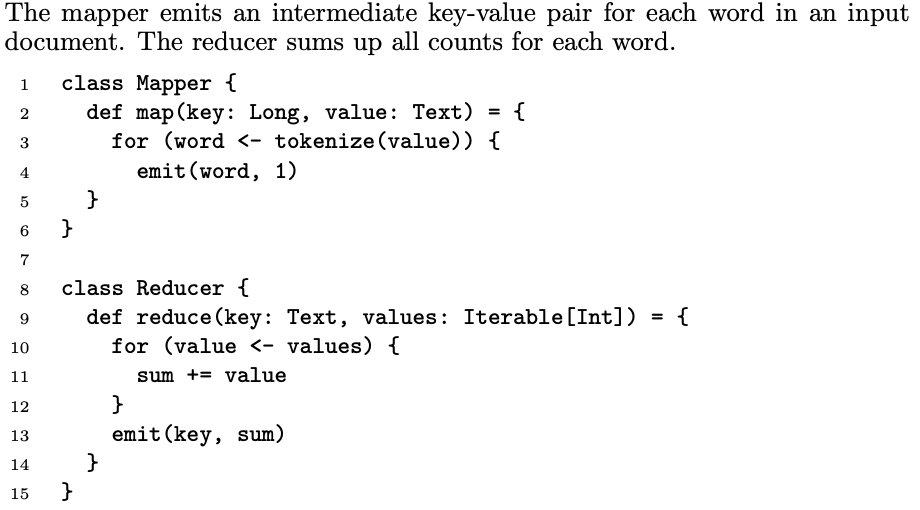 The mapper emits an intermediate key-value pair for each word in an input
document. The reducer sums up all counts for each word.
1 class Mapper {
2 def map(key: Long, value: Text) = {
3 for (word <- tokenize(value)) {
4 emit(word, 1)
5 }
6 }
7
8 class Reducer {
9 def reduce(key: Text, values: Iterable[Int]) = {
10 for (value <- values) {
11 sum += value
12 }
13 emit(key, sum)
14 }
15 }